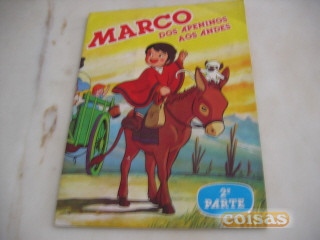 MARCO
DOS APENINOS
AOS ANDES
2ª
PARTE
coisas